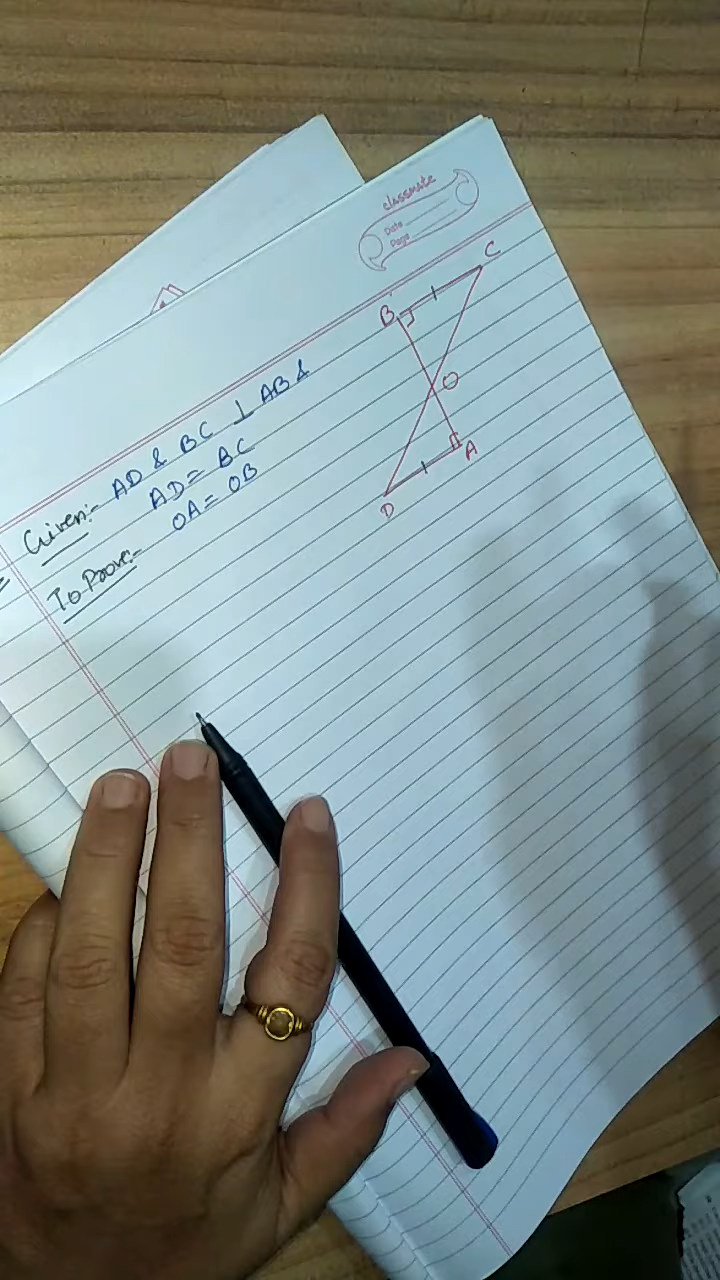 classmate
Date
Page
Given:- AD & BC ⊥ AB &
AD = BC
To Prove:- OA = OB
B
C
O
A
D